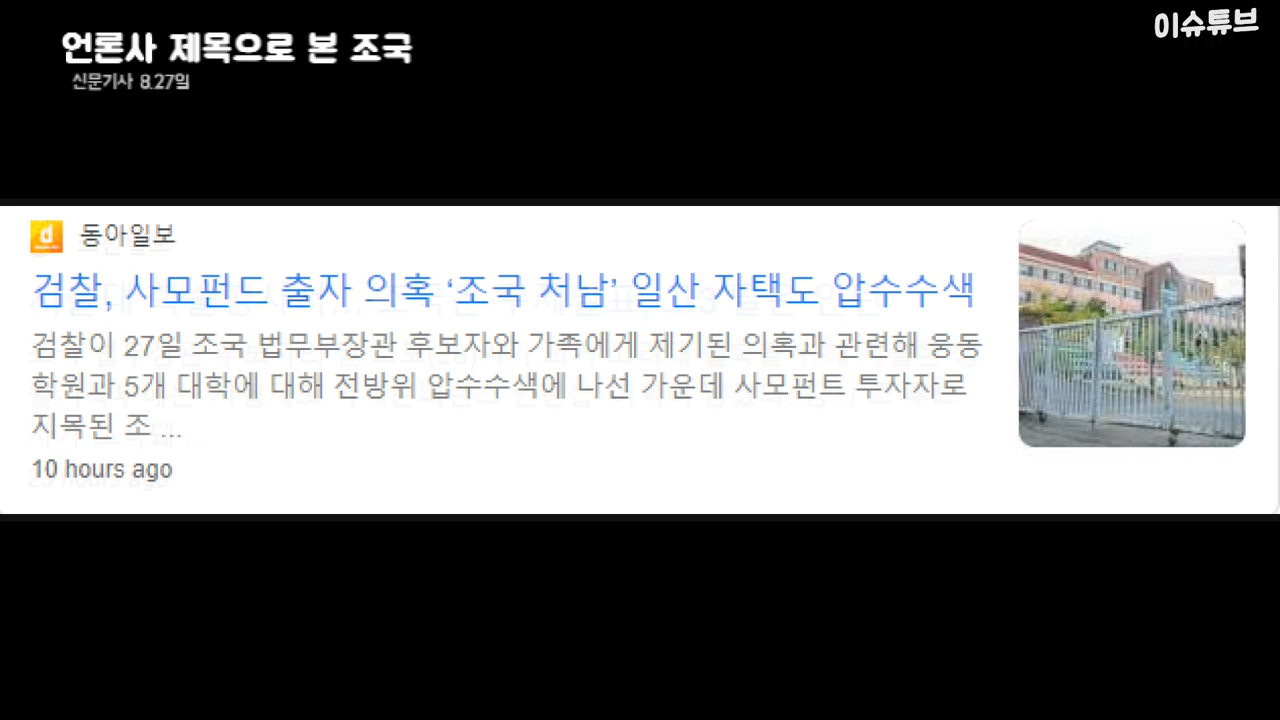 언론사 제목으로 본 조국
이슈튜브
신문기사 8.27일
동아일보
검찰, 사모펀드 출자 의혹 ‘조국 처남’ 일산 자택도 압수수색
검찰이 27일 조국 법무부장관 후보자와 가족에게 제기된 의혹과 관련해 웅동
학원과 5개 대학에 대해 전방위 압수수색에 나선 가운데 사모펀트 투자자로
지목된 조 ...
10 hours ago